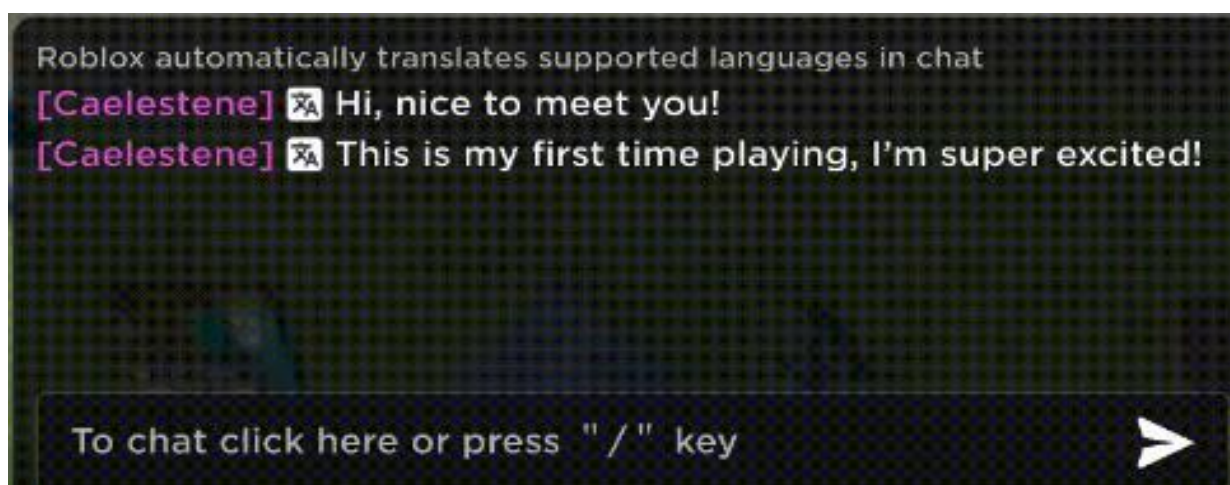 Roblox automatically translates supported languages in chat
[Caelestene] Hi, nice to meet you!
[Caelestene] This is my first time playing, I'm super excited!
To chat click here or press "/" key